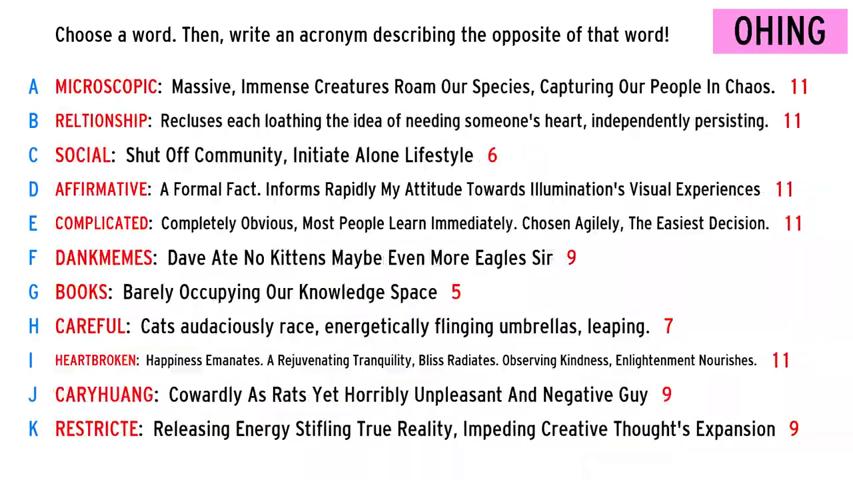 Choose a word. Then, write an acronym describing the opposite of that word!
OHING
A MICROSCOPIC: Massive, Immense Creatures Roam Our Species, Capturing Our People In Chaos. 11
B RELTIONSHIP: Recluses each loathing the idea of needing someone's heart, independently persisting. 11
C SOCIAL: Shut Off Community, Initiate Alone Lifestyle 6
D AFFIRMATIVE: A Formal Fact. Informs Rapidly My Attitude Towards Illumination's Visual Experiences 11
E COMPLICATED: Completely Obvious, Most People Learn Immediately. Chosen Agilely, The Easiest Decision. 11
F DANKMEMES: Dave Ate No Kittens Maybe Even More Eagles Sir 9
G BOOKS: Barely Occupying Our Knowledge Space 5
H CAREFUL: Cats audaciously race, energetically flinging umbrellas, leaping. 7
I HEARTBROKEN: Happiness Emanates. A Rejuvenating Tranquility, Bliss Radiates. Observing Kindness, Enlightenment Nourishes. 11
J CARYHUANG: Cowardly As Rats Yet Horribly Unpleasant And Negative Guy 9
K RESTRICTE: Releasing Energy Stifling True Reality, Impeding Creative Thought's Expansion 9